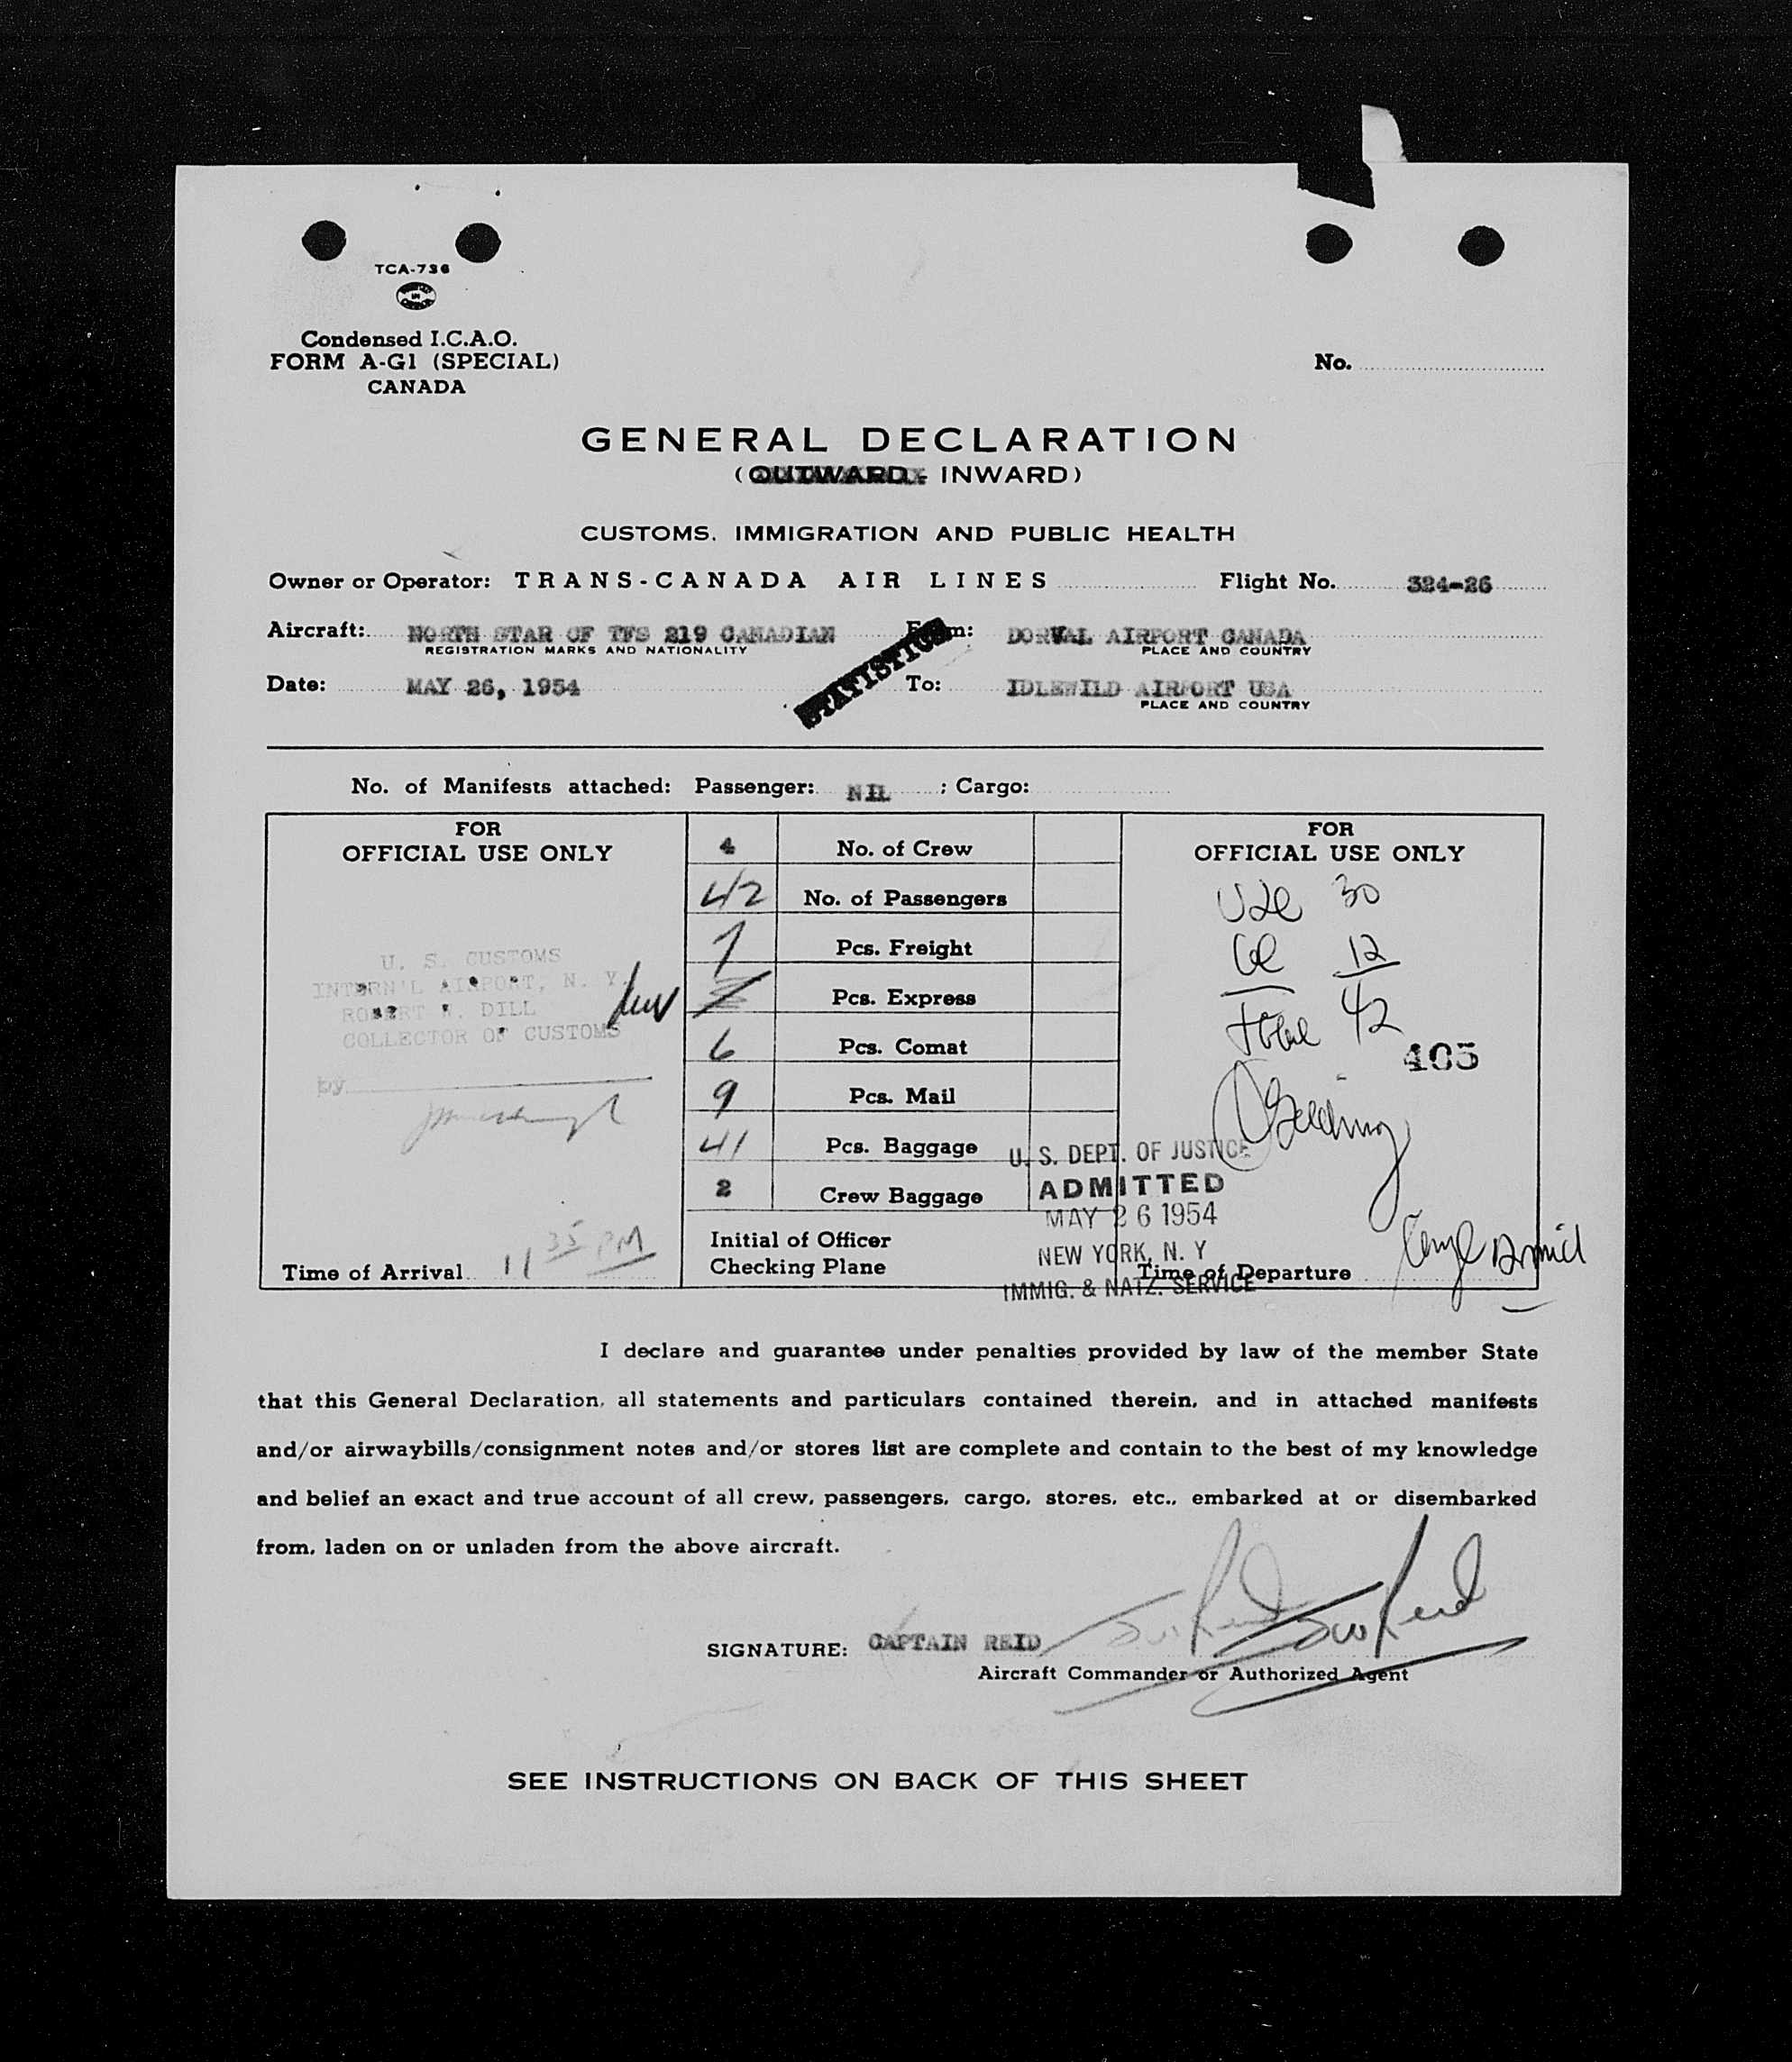 TCA-736
Condensed I.C.A.O.
FORM A-G1 (SPECIAL)
CANADA
No.
GENERAL DECLARATION
(OUTWARD - INWARD)
CUSTOMS, IMMIGRATION AND PUBLIC HEALTH
Owner or Operator: TRANS-CANADA AIR LINES Flight No. 324-26
Aircraft: NORTH STAR CF TFS 219 CANADIAN From: DORVAL AIRPORT CANADA
REGISTRATION MARKS AND NATIONALITY PLACE AND COUNTRY
STATISTICS
Date: MAY 26, 1954 To: IDLEWILD AIRPORT USA
PLACE AND COUNTRY
No. of Manifests attached: Passenger: NIL ; Cargo:
FOR
OFFICIAL USE ONLY
U. S. CUSTOMS
INTERN'L AIRPORT, N. Y.
ROBERT W. DILL
COLLECTOR OF CUSTOMS
by
Time of Arrival 11 35 PM
4 No. of Crew
42 No. of Passengers
7 Pcs. Freight
Pcs. Express
6 Pcs. Comat
9 Pcs. Mail
41 Pcs. Baggage
2 Crew Baggage
Initial of Officer
Checking Plane
FOR
OFFICIAL USE ONLY
30
12
Total 42
405
U. S. DEPT. OF JUSTICE
ADMITTED
MAY 26 1954
NEW YORK, N. Y
IMMIG. & NATZ. SERVICE
Time of Departure
I declare and guarantee under penalties provided by law of the member State
that this General Declaration, all statements and particulars contained therein, and in attached manifests
and/or airwaybills/consignment notes and/or stores list are complete and contain to the best of my knowledge
and belief an exact and true account of all crew, passengers, cargo, stores, etc., embarked at or disembarked
from, laden on or unladen from the above aircraft.
SIGNATURE: CAPTAIN REID
Aircraft Commander or Authorized Agent
SEE INSTRUCTIONS ON BACK OF THIS SHEET